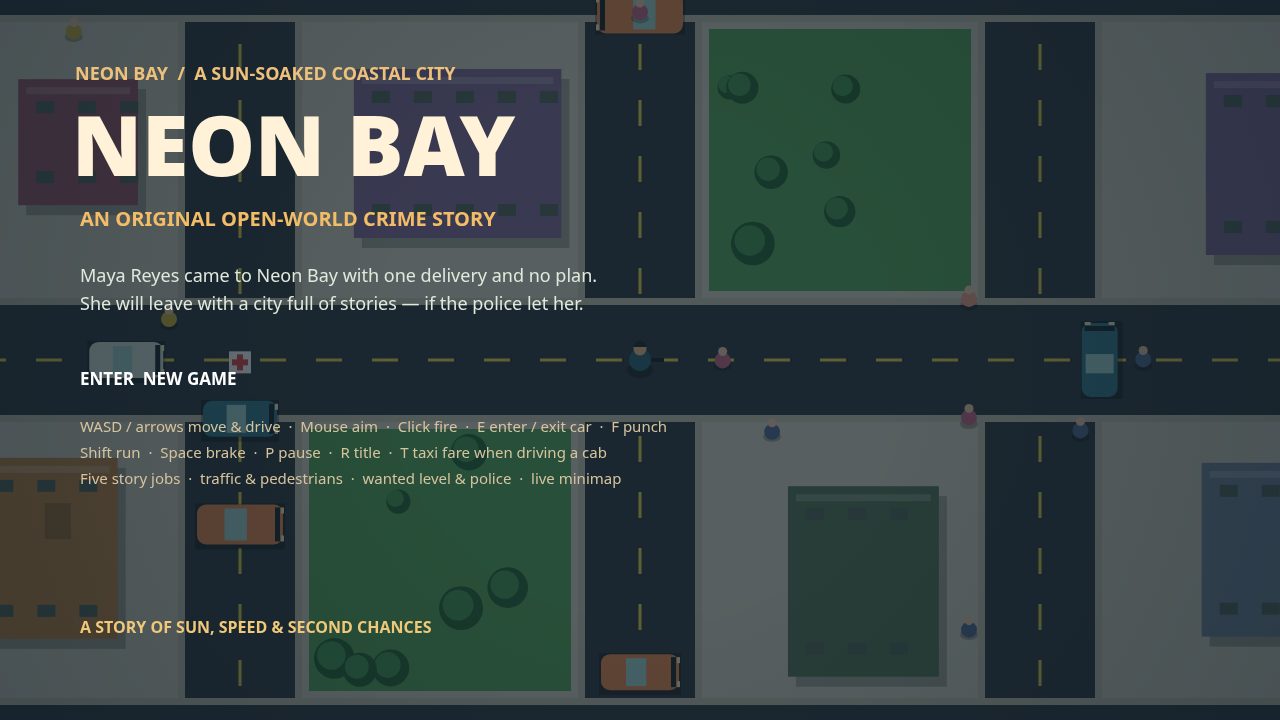 NEON BAY / A SUN-SOAKED COASTAL CITY
NEON BAY
AN ORIGINAL OPEN-WORLD CRIME STORY
Maya Reyes came to Neon Bay with one delivery and no plan.
She will leave with a city full of stories — if the police let her.
ENTER NEW GAME
WASD / arrows move & drive · Mouse aim · Click fire · E enter / exit car · F punch
Shift run · Space brake · P pause · R title · T taxi fare when driving a cab
Five story jobs · traffic & pedestrians · wanted level & police · live minimap
A STORY OF SUN, SPEED & SECOND CHANCES